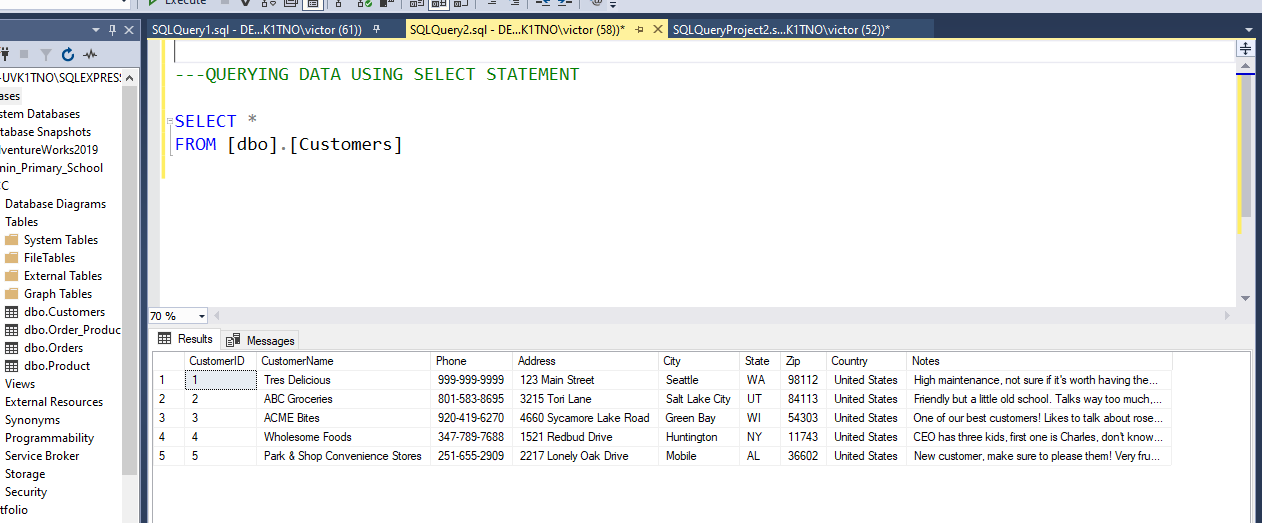 Execute
SQLQuery1.sql - DE...K1TNO\victor (61))
SQLQuery2.sql - DE...K1TNO\victor (58))*
SQLQueryProject2.s...K1TNO\victor (52))*
-UVK1TNO\SQLEXPRES
ases
stem Databases
tabase Snapshots
lventureWorks2019
nin_Primary_School
C
Database Diagrams
Tables
System Tables
FileTables
External Tables
Graph Tables
dbo.Customers
dbo.Order_Produc
dbo.Orders
dbo.Product
Views
External Resources
Synonyms
Programmability
Service Broker
Storage
Security
tfolio
---QUERYING DATA USING SELECT STATEMENT
SELECT *
FROM [dbo].[Customers]
70 %
Results Messages
CustomerID CustomerName Phone Address City State Zip Country Notes
1 1 Tres Delicious 999-999-9999 123 Main Street Seattle WA 98112 United States High maintenance, not sure if it's worth having the...
2 2 ABC Groceries 801-583-8695 3215 Tori Lane Salt Lake City UT 84113 United States Friendly but a little old school. Talks way too much,...
3 3 ACME Bites 920-419-6270 4660 Sycamore Lake Road Green Bay WI 54303 United States One of our best customers! Likes to talk about rose...
4 4 Wholesome Foods 347-789-7688 1521 Redbud Drive Huntington NY 11743 United States CEO has three kids, first one is Charles, don't know...
5 5 Park & Shop Convenience Stores 251-655-2909 2217 Lonely Oak Drive Mobile AL 36602 United States New customer, make sure to please them! Very fru...